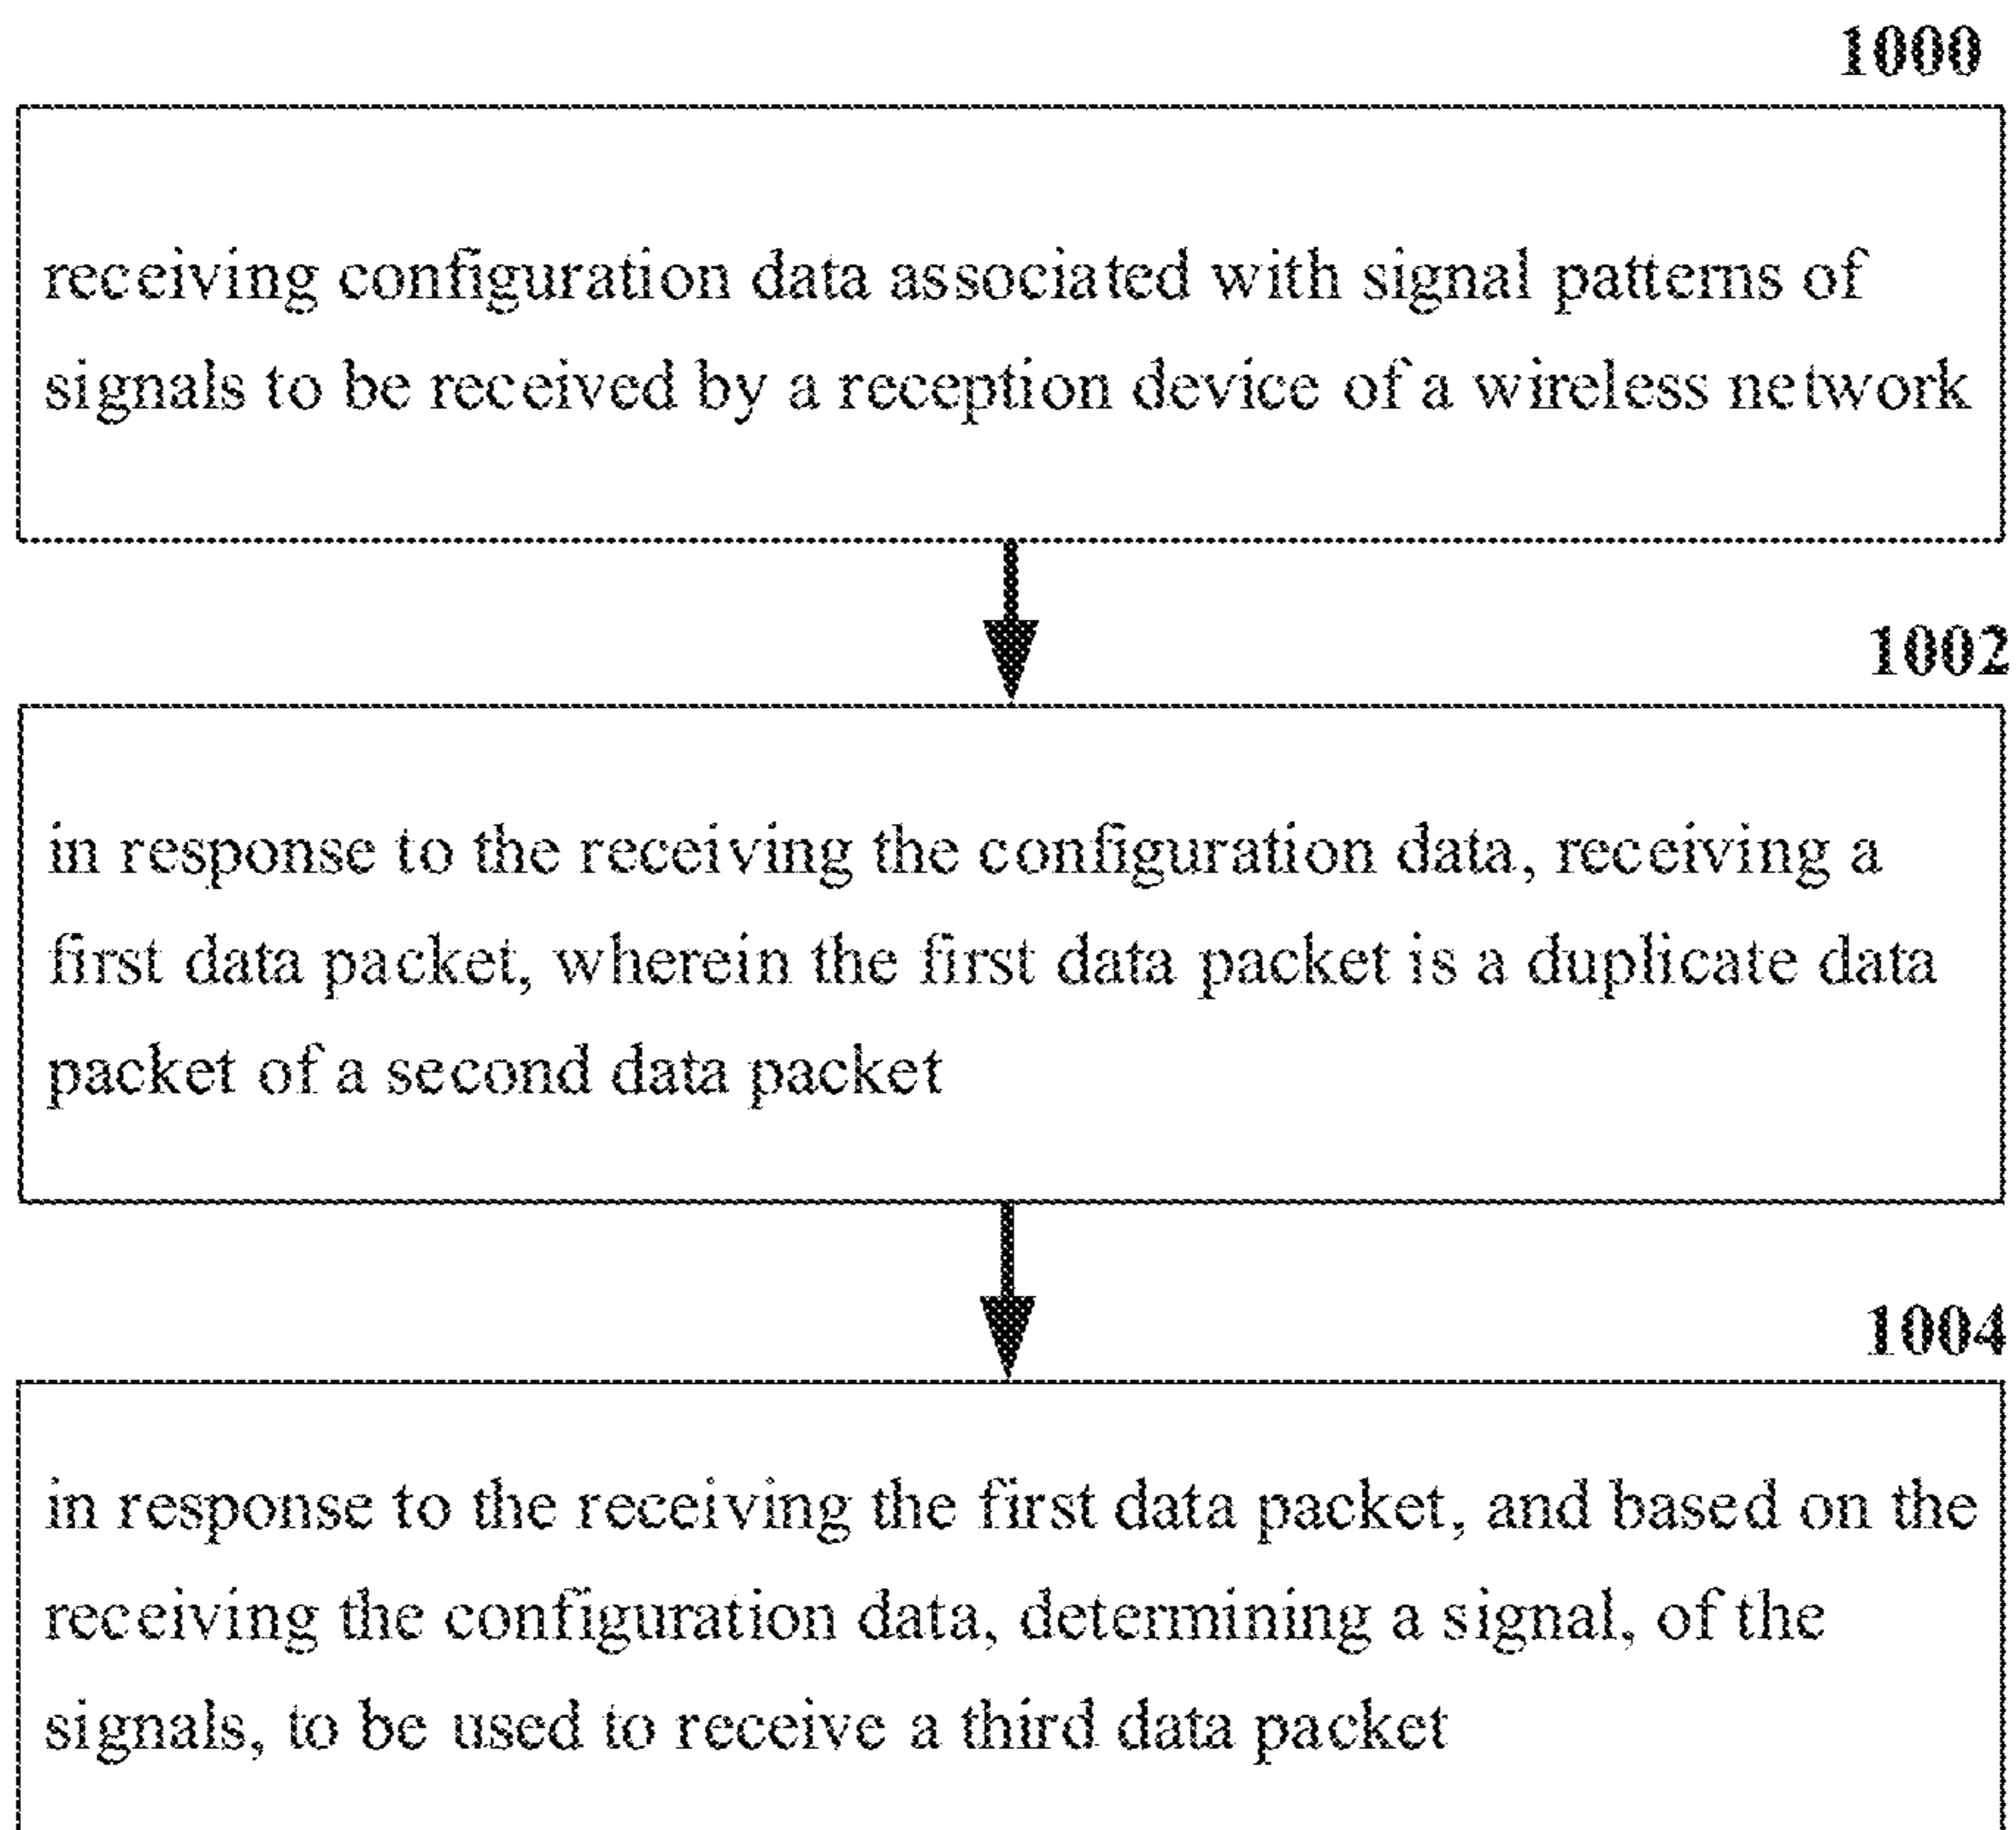 1000
receiving configuration data associated with signal patterns of
signals to be received by a reception device of a wireless network
1002
in response to the receiving the configuration data, receiving a
first data packet, wherein the first data packet is a duplicate data
packet of a second data packet
1004
in response to the receiving the first data packet, and based on the
receiving the configuration data, determining a signal, of the
signals, to be used to receive a third data packet